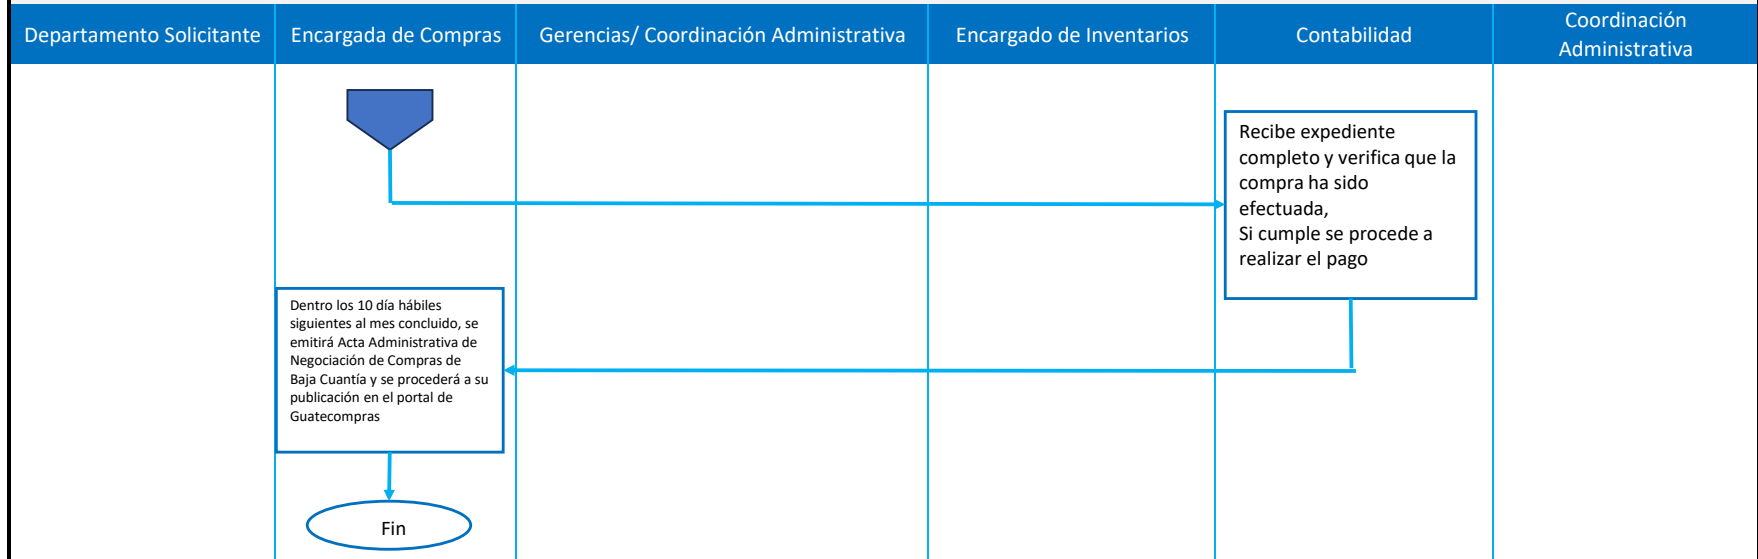 Departamento Solicitante
Encargada de Compras
Gerencias/ Coordinación Administrativa
Encargado de Inventarios
Contabilidad
Coordinación
Administrativa
Recibe expediente
completo y verifica que la
compra ha sido
efectuada,
Si cumple se procede a
realizar el pago
Dentro los 10 día hábiles
siguientes al mes concluido, se
emitirá Acta Administrativa de
Negociación de Compras de
Baja Cuantía y se procederá a su
publicación en el portal de
Guatecompras
Fin